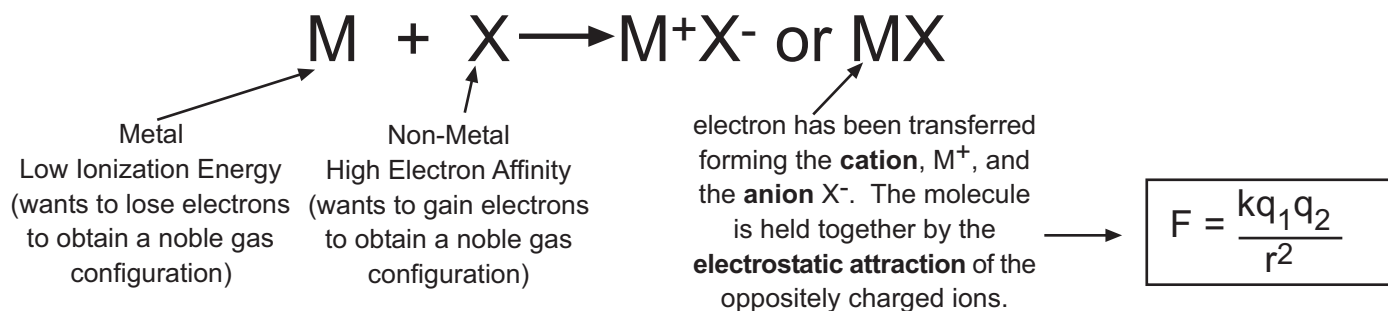 M + X → M⁺X⁻ or MX
Metal
Low Ionization Energy
(wants to lose electrons
to obtain a noble gas
configuration)
Non-Metal
High Electron Affinity
(wants to gain electrons
to obtain a noble gas
configuration)
electron has been transferred
forming the cation, M⁺, and
the anion X⁻. The molecule
is held together by the
electrostatic attraction of the
oppositely charged ions.
F = kq₁q₂
r²